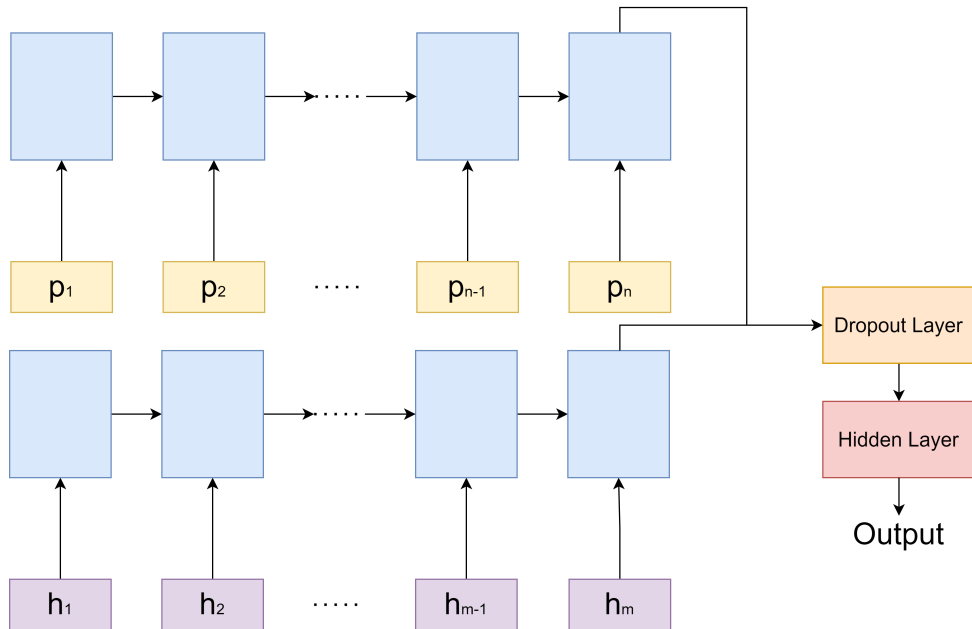 .....
p1 p2 ..... pn-1 pn
Dropout Layer
.....
Hidden Layer
Output
h1 h2 ..... hm-1 hm